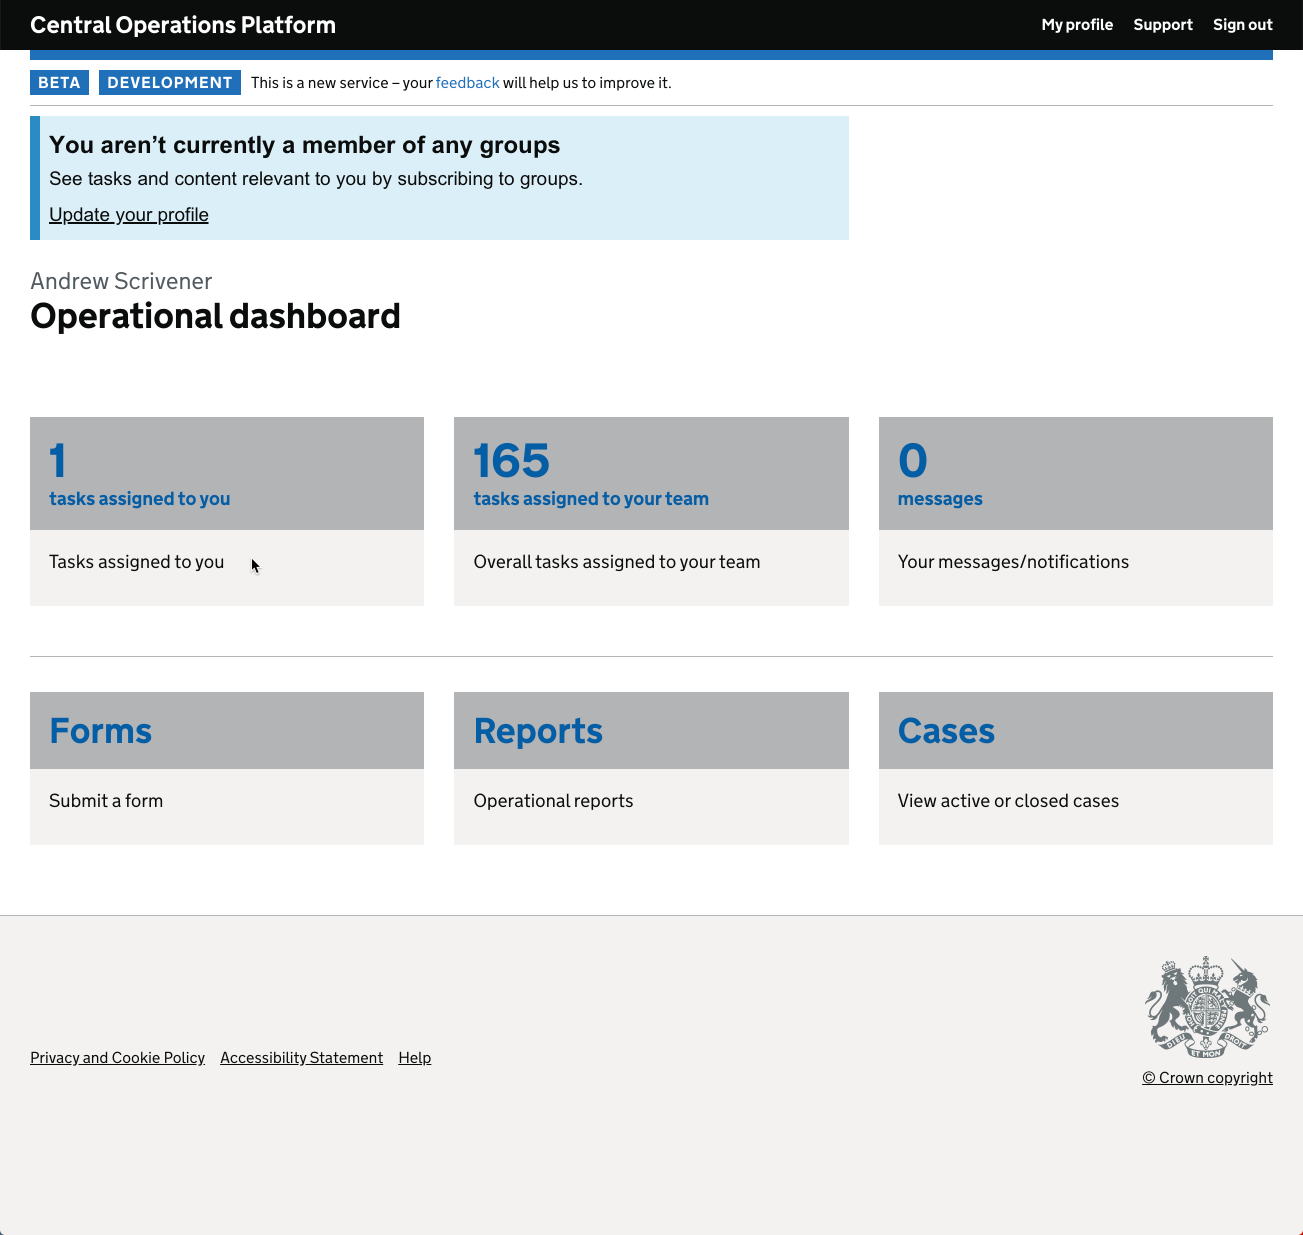 Central Operations Platform
My profile Support Sign out
BETA DEVELOPMENT This is a new service – your feedback will help us to improve it.
You aren’t currently a member of any groups
See tasks and content relevant to you by subscribing to groups.
Update your profile
Andrew Scrivener
Operational dashboard
1
tasks assigned to you
Tasks assigned to you
165
tasks assigned to your team
Overall tasks assigned to your team
0
messages
Your messages/notifications
Forms
Submit a form
Reports
Operational reports
Cases
View active or closed cases
Privacy and Cookie Policy Accessibility Statement Help
DIEU ET MON DROIT
© Crown copyright